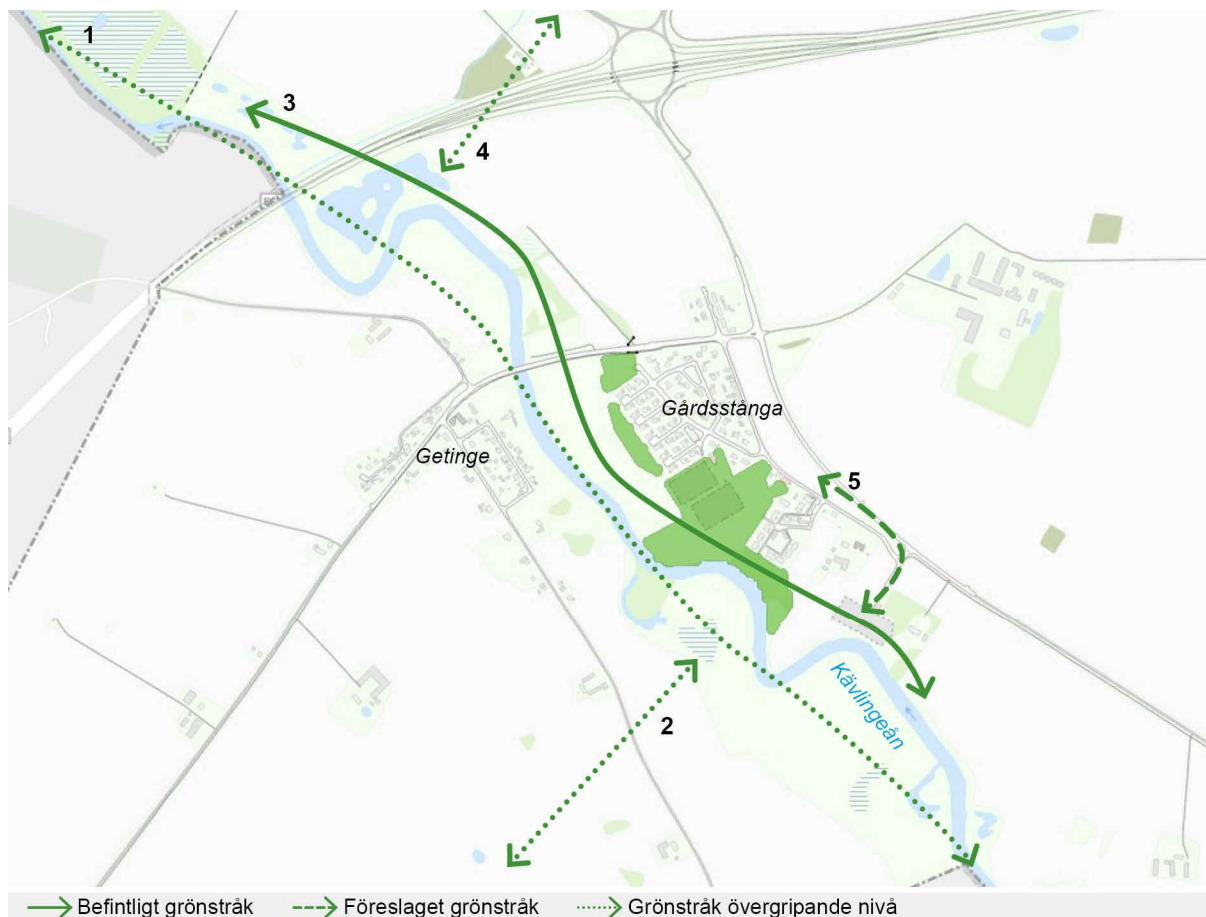 1
3
4
Gårdsstånga
Getinge
5
2
Kävlingeån
Befintligt grönstråk
Föreslaget grönstråk
Grönstråk övergripande nivå